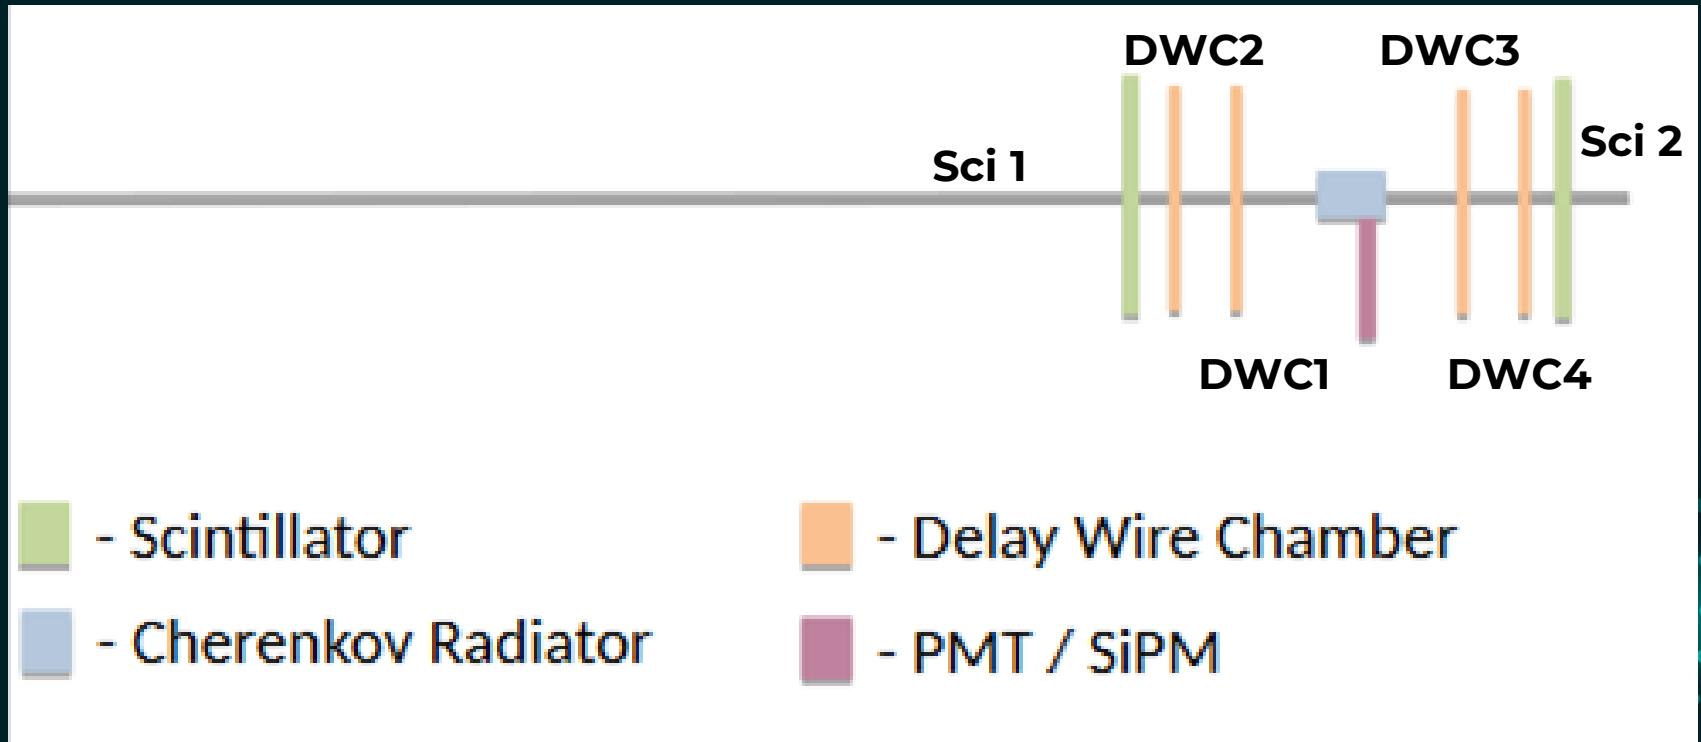 DWC2
DWC3
Sci 1
Sci 2
DWC1
DWC4
- Scintillator
- Delay Wire Chamber
- Cherenkov Radiator
- PMT / SiPM